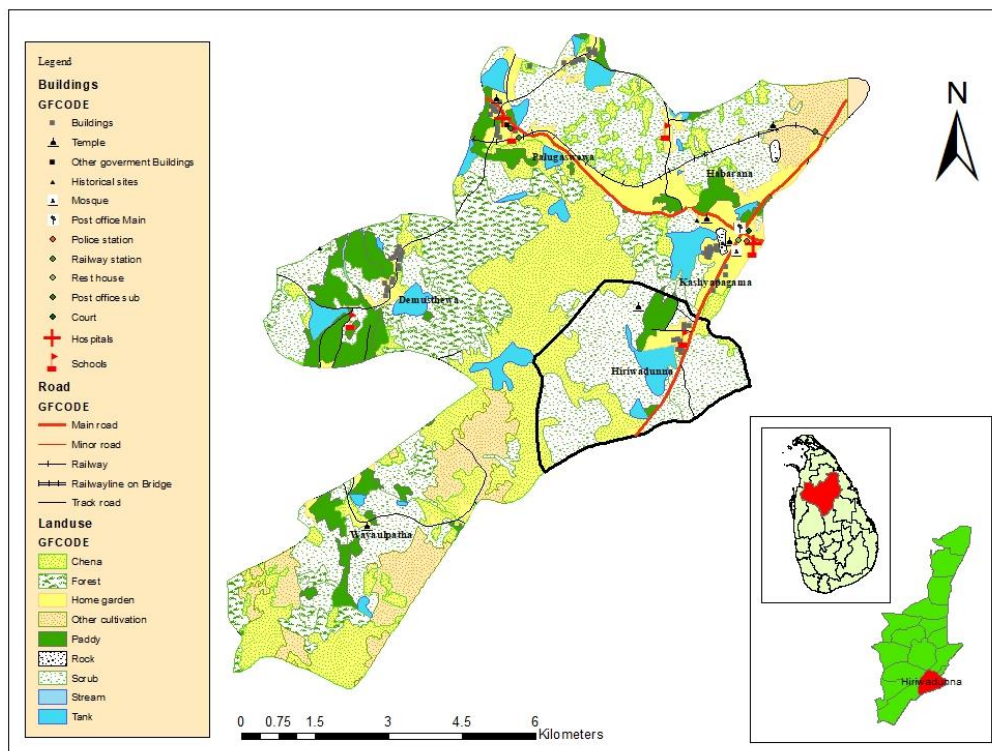 Legend
Buildings
GFCODE
Buildings
Temple
Other goverment Buildings
Historical sites
Mosque
Post office Main
Police station
Railway station
Rest house
Post office sub
Court
Hospitals
Schools
Road
GFCODE
Main road
Minor road
Railway
Railwayline on Bridge
Track road
Landuse
GFCODE
Chena
Forest
Home garden
Other cultivation
Paddy
Rock
Scrub
Stream
Tank
N
Palugaswawa
Habarana
Kashyapagama
Demusthewa
Hiriwadunna
Wayaulpatha
0 0.75 1.5 3 4.5 6
Kilometers
Hiriwadunna